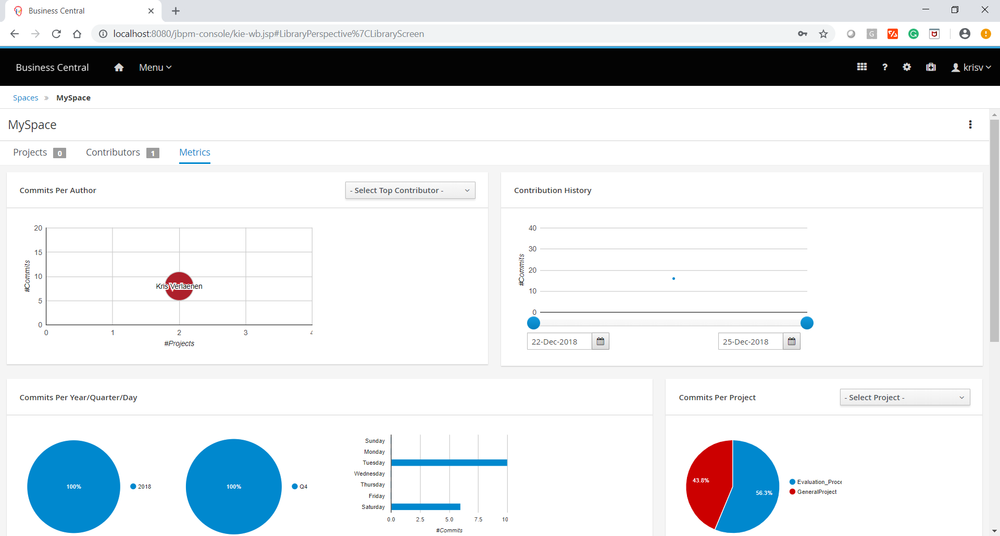 Business Central
localhost:8080/jbpm-console/kie-wb.jsp#LibraryPerspective%7CLibraryScreen
Business Central
Menu
?
krisv
Spaces » MySpace
MySpace
Projects 0
Contributors 1
Metrics
Commits Per Author
- Select Top Contributor -
20
15
10
5
0
#Commits
Kris Verlaenen
0 1 2 3 4
#Projects
Contribution History
40
30
20
10
0
#Commits
22-Dec-2018
25-Dec-2018
Commits Per Year/Quarter/Day
100%
2018
100%
Q4
Sunday
Monday
Tuesday
Wednesday
Thursday
Friday
Saturday
0.0 2.5 5.0 7.5 10
#Commits
Commits Per Project
- Select Project -
43.8%
56.3%
Evaluation_Proce
GeneralProject